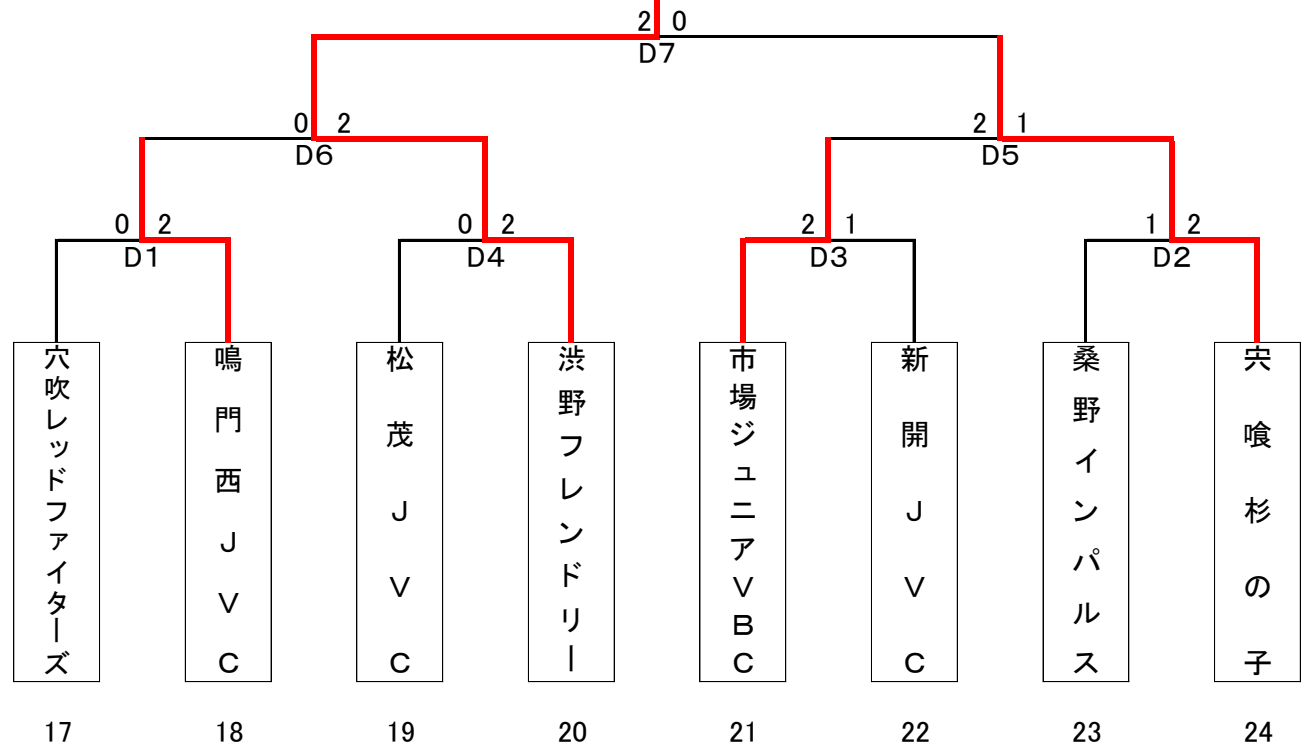 2 0
D7
0 2
D6
2 1
D5
0 2
D1
0 2
D4
2 1
D3
1 2
D2
穴吹レッドファイターズ
鳴門西JVC
松茂JVC
渋野フレンドリー
市場ジュニアVBC
新開JVC
桑野インパルス
宍喰杉の子
17 18 19 20 21 22 23 24